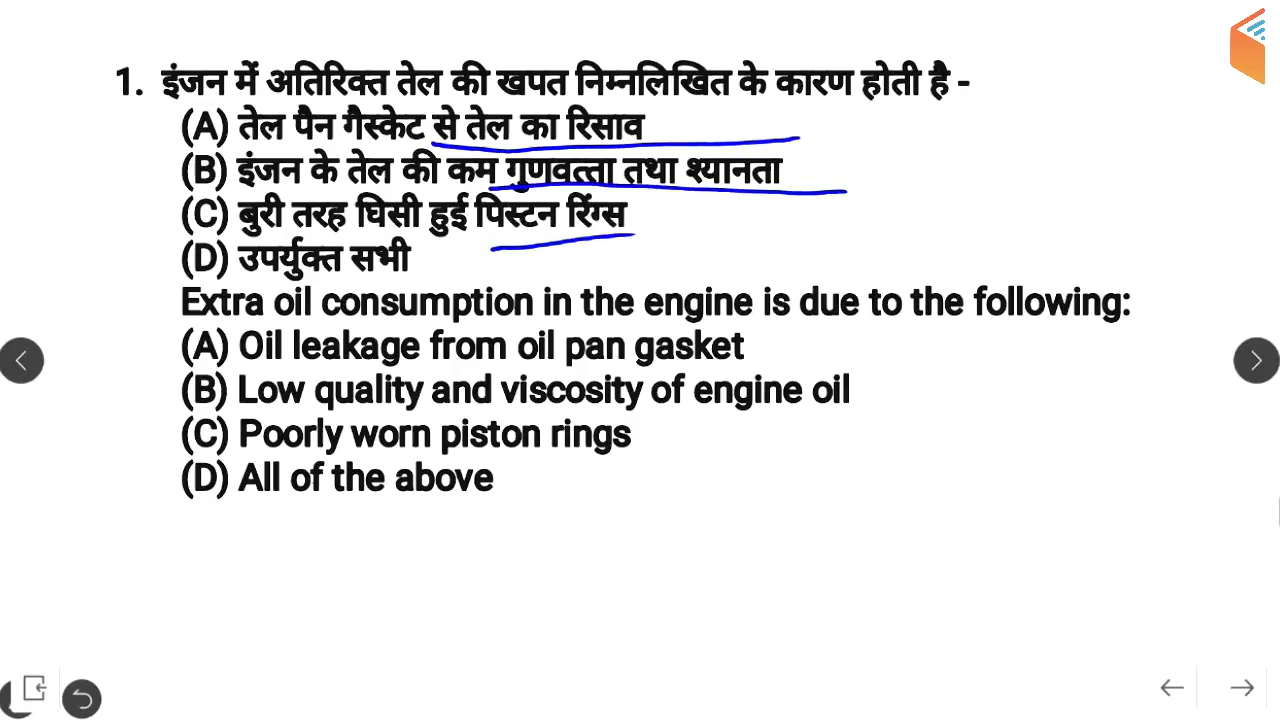 1. इंजन में अतिरिक्त तेल की खपत निम्नलिखित के कारण होती है -
(A) तेल पैन गैस्केट से तेल का रिसाव
(B) इंजन के तेल की कम गुणवत्ता तथा श्यानता
(C) बुरी तरह घिसी हुई पिस्टन रिंग्स
(D) उपर्युक्त सभी
Extra oil consumption in the engine is due to the following:
(A) Oil leakage from oil pan gasket
(B) Low quality and viscosity of engine oil
(C) Poorly worn piston rings
(D) All of the above